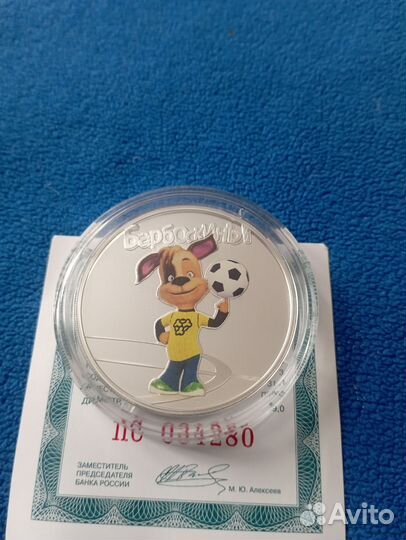 Барбоскины
ПС 034280
ЗАМЕСТИТЕЛЬ
ПРЕДСЕДАТЕЛЯ
БАНКА РОССИИ
М. Ю. Алексеев
Avito